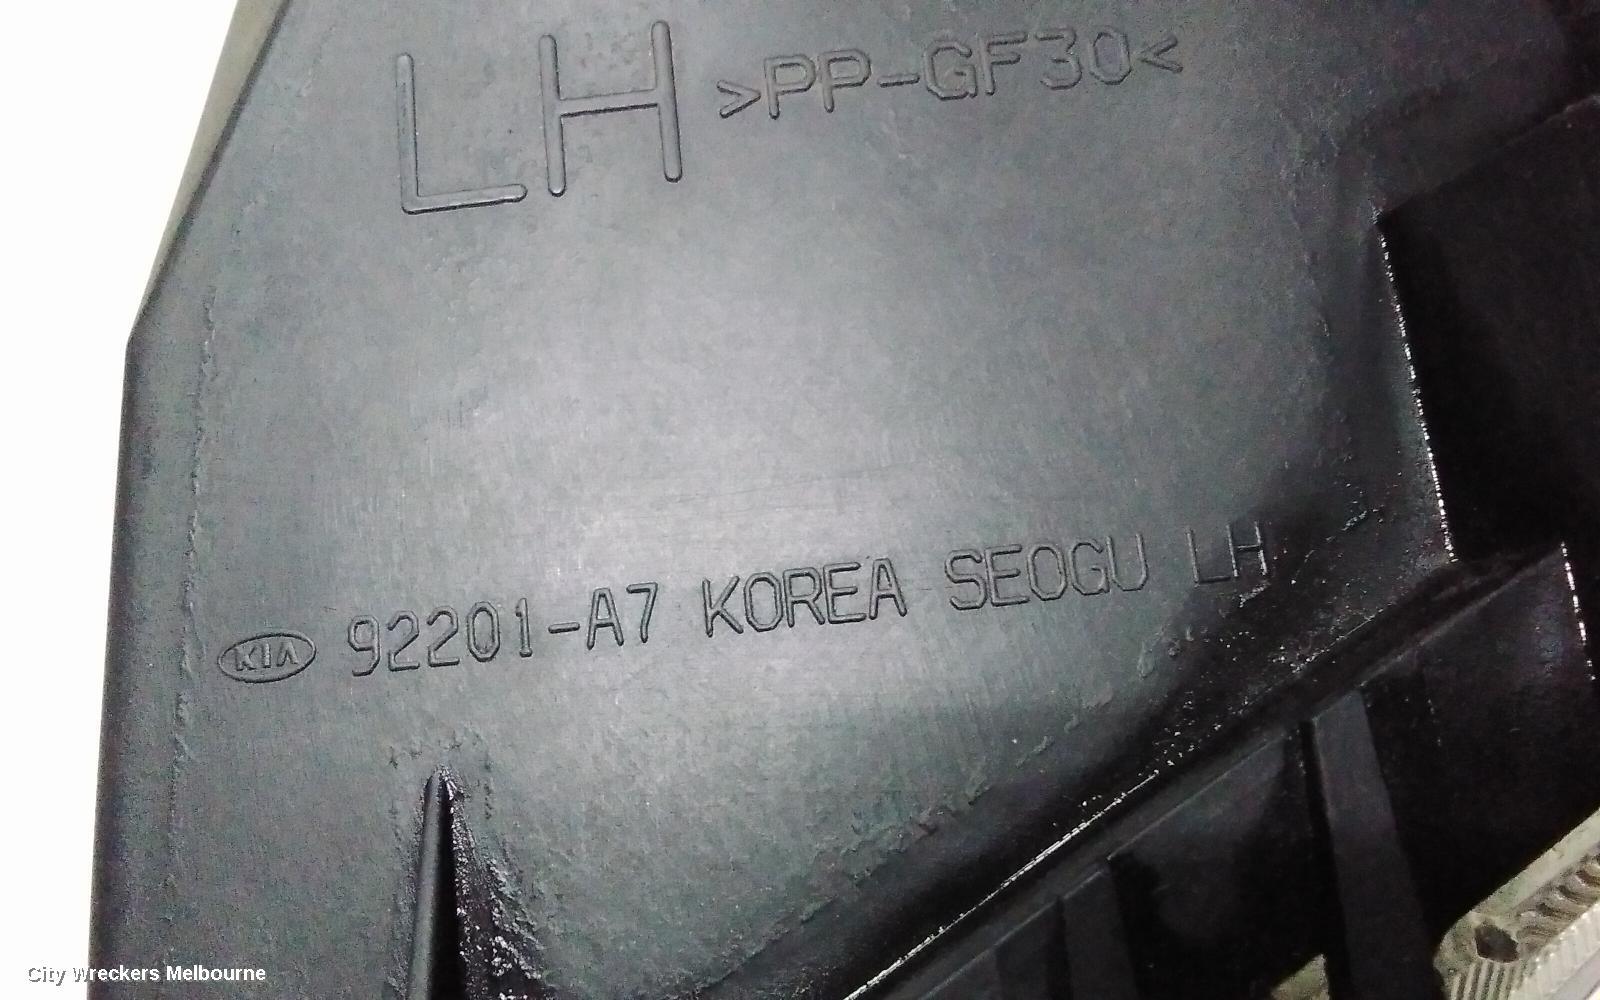 LH >PP-GF30<
KIA 92201-A7 KOREA SEOGU LH
City Wreckers Melbourne